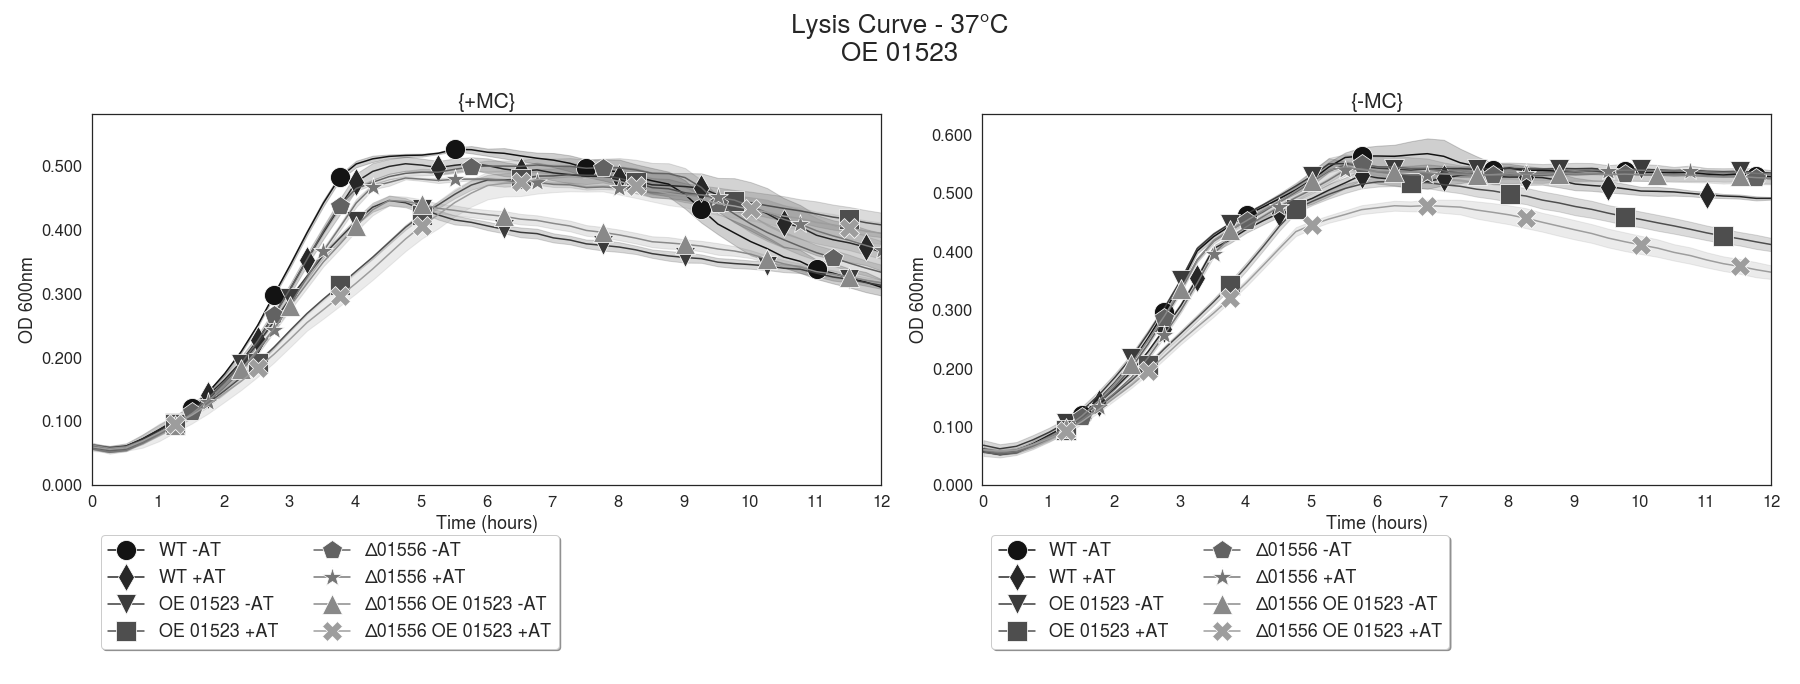 Lysis Curve - 37°C
OE 01523
{+MC}
OD 600nm
0.500
0.400
0.300
0.200
0.100
0.000
0 1 2 3 4 5 6 7 8 9 10 11 12
Time (hours)
WT -AT
WT +AT
OE 01523 -AT
OE 01523 +AT
Δ01556 -AT
Δ01556 +AT
Δ01556 OE 01523 -AT
Δ01556 OE 01523 +AT
{-MC}
OD 600nm
0.600
0.500
0.400
0.300
0.200
0.100
0.000
0 1 2 3 4 5 6 7 8 9 10 11 12
Time (hours)
WT -AT
WT +AT
OE 01523 -AT
OE 01523 +AT
Δ01556 -AT
Δ01556 +AT
Δ01556 OE 01523 -AT
Δ01556 OE 01523 +AT